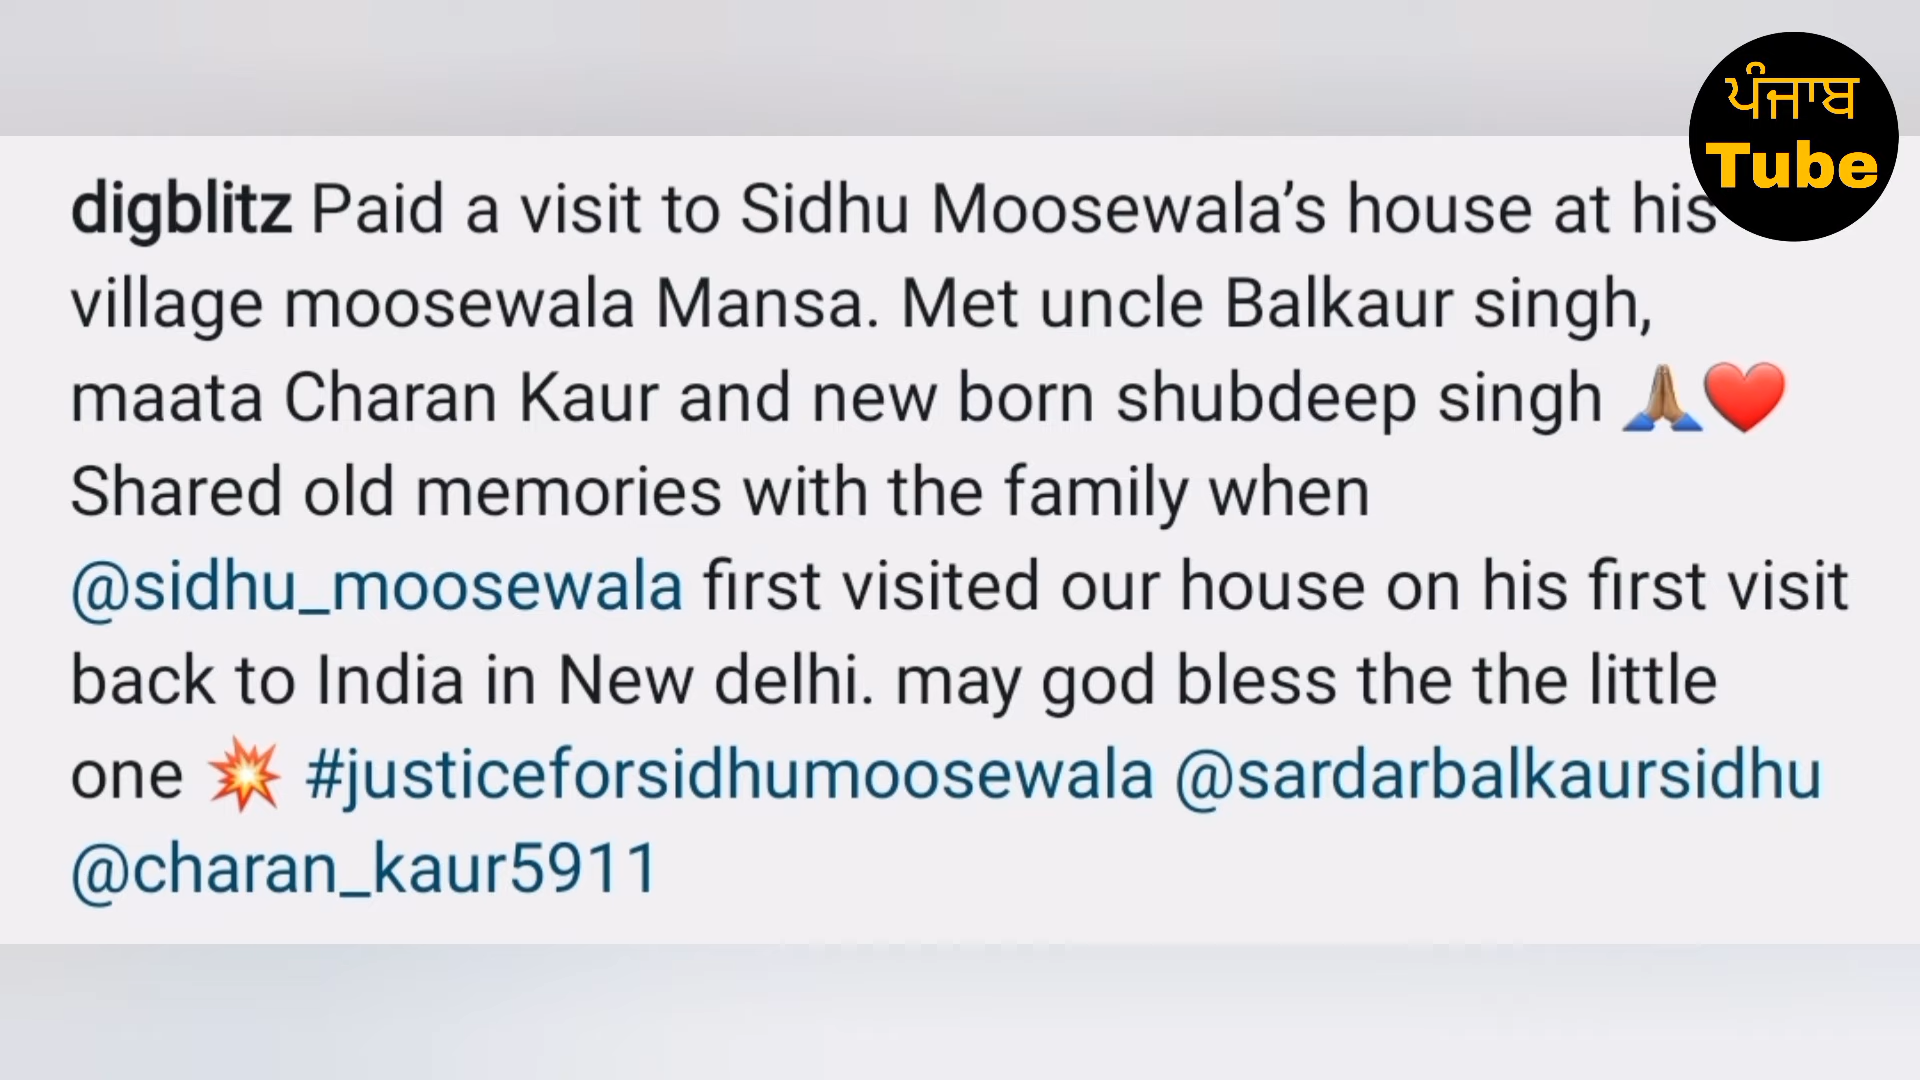 ਪੰਜਾਬ
Tube
digblitz Paid a visit to Sidhu Moosewala’s house at his
village moosewala Mansa. Met uncle Balkaur singh,
maata Charan Kaur and new born shubdeep singh 🙏🏽❤️
Shared old memories with the family when
@sidhu_moosewala first visited our house on his first visit
back to India in New delhi. may god bless the the little
one 💥 #justiceforsidhumoosewala @sardarbalkaursidhu
@charan_kaur5911